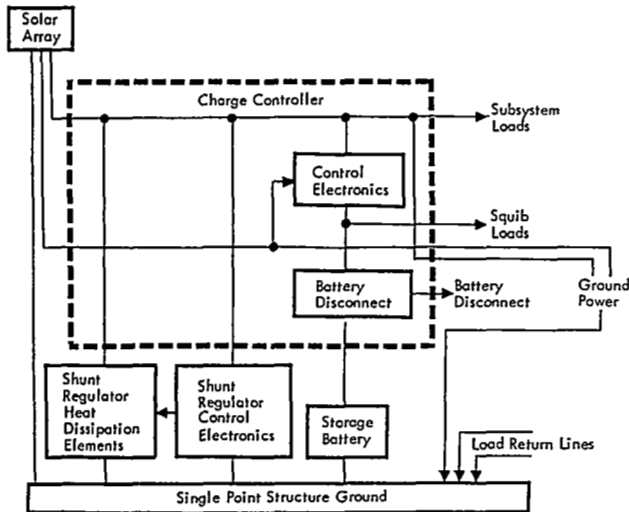 Solar
Array
Charge Controller
Subsystem
Loads
Control
Electronics
Squib
Loads
Battery
Disconnect
Battery
Disconnect
Ground
Power
Shunt
Regulator
Heat
Dissipation
Elements
Shunt
Regulator
Control
Electronics
Storage
Battery
Load Return Lines
Single Point Structure Ground